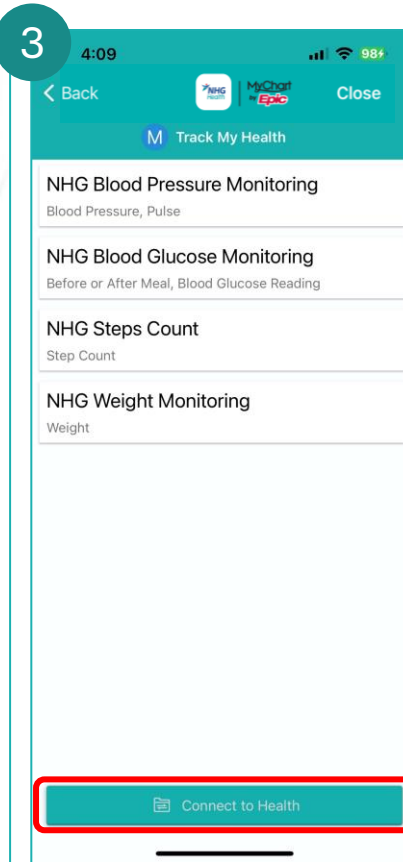 3
4:09
98
Back
NHG Health
MyChart by Epic
Close
M Track My Health
NHG Blood Pressure Monitoring
Blood Pressure, Pulse
NHG Blood Glucose Monitoring
Before or After Meal, Blood Glucose Reading
NHG Steps Count
Step Count
NHG Weight Monitoring
Weight
Connect to Health